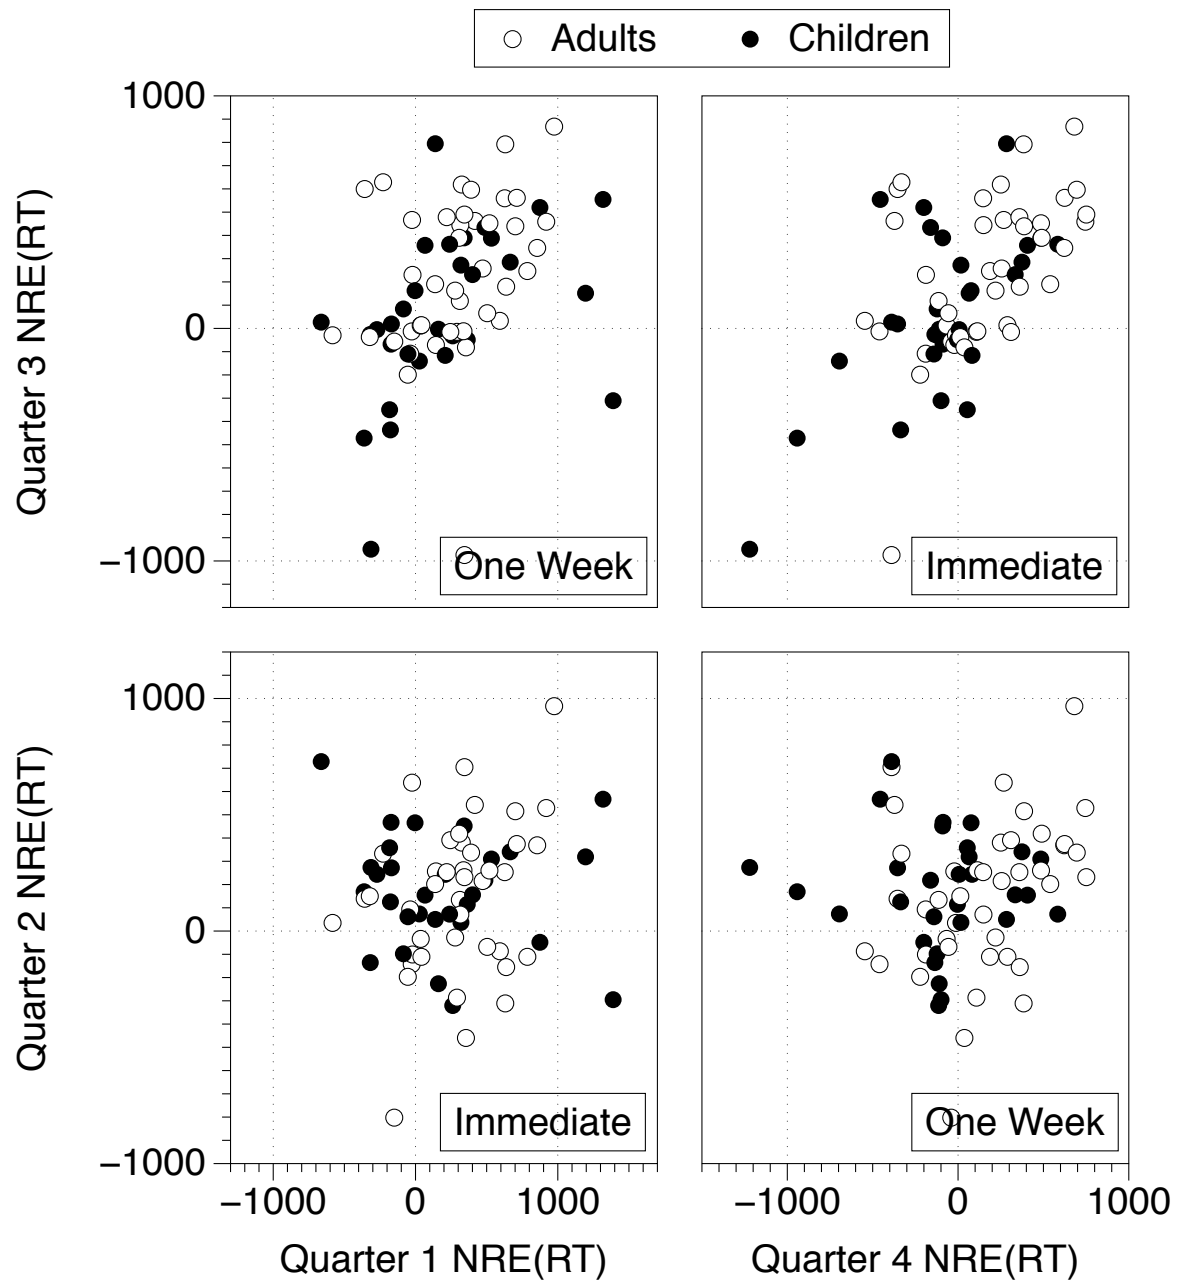 Adults Children
1000
0
−1000
Quarter 3 NRE(RT)
One Week
Immediate
1000
0
−1000
Quarter 2 NRE(RT)
Immediate
One Week
−1000 0 1000
−1000 0 1000
Quarter 1 NRE(RT)
Quarter 4 NRE(RT)